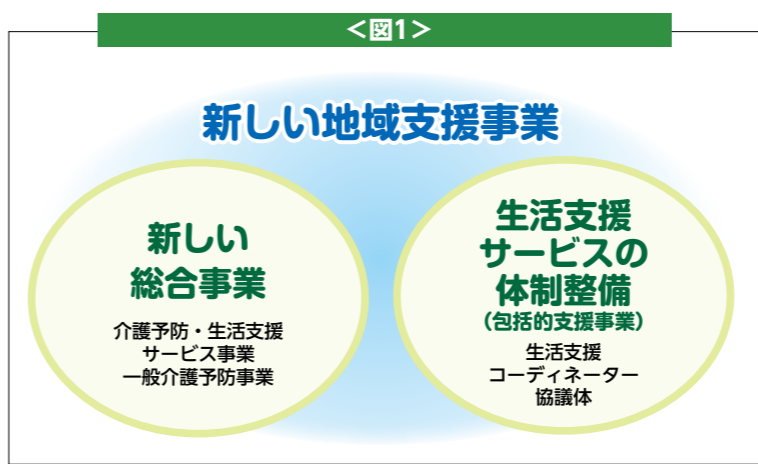 ＜図1＞
新しい地域支援事業
新しい
総合事業
介護予防・生活支援
サービス事業
一般介護予防事業
生活支援
サービスの
体制整備
（包括的支援事業）
生活支援
コーディネーター
協議体